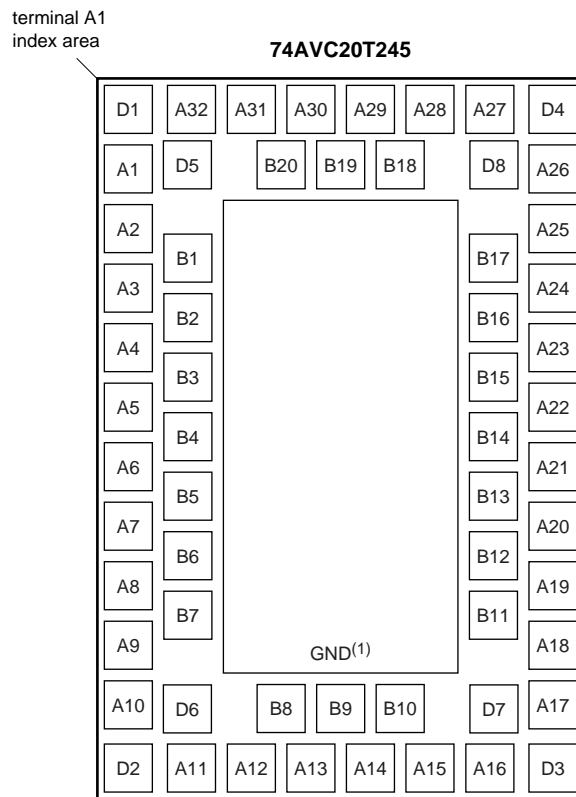 terminal A1
index area
74AVC20T245
D1 A32 A31 A30 A29 A28 A27 D4
A1 D5 B20 B19 B18 D8 A26
A2 A25
B1 B17
A3 A24
B2 B16
A4 A23
B3 B15
A5 A22
B4 B14
A6 A21
B5 B13
A7 A20
B6 B12
A8 A19
B7 B11
A9 GND(1) A18
A10 D6 B8 B9 B10 D7 A17
D2 A11 A12 A13 A14 A15 A16 D3